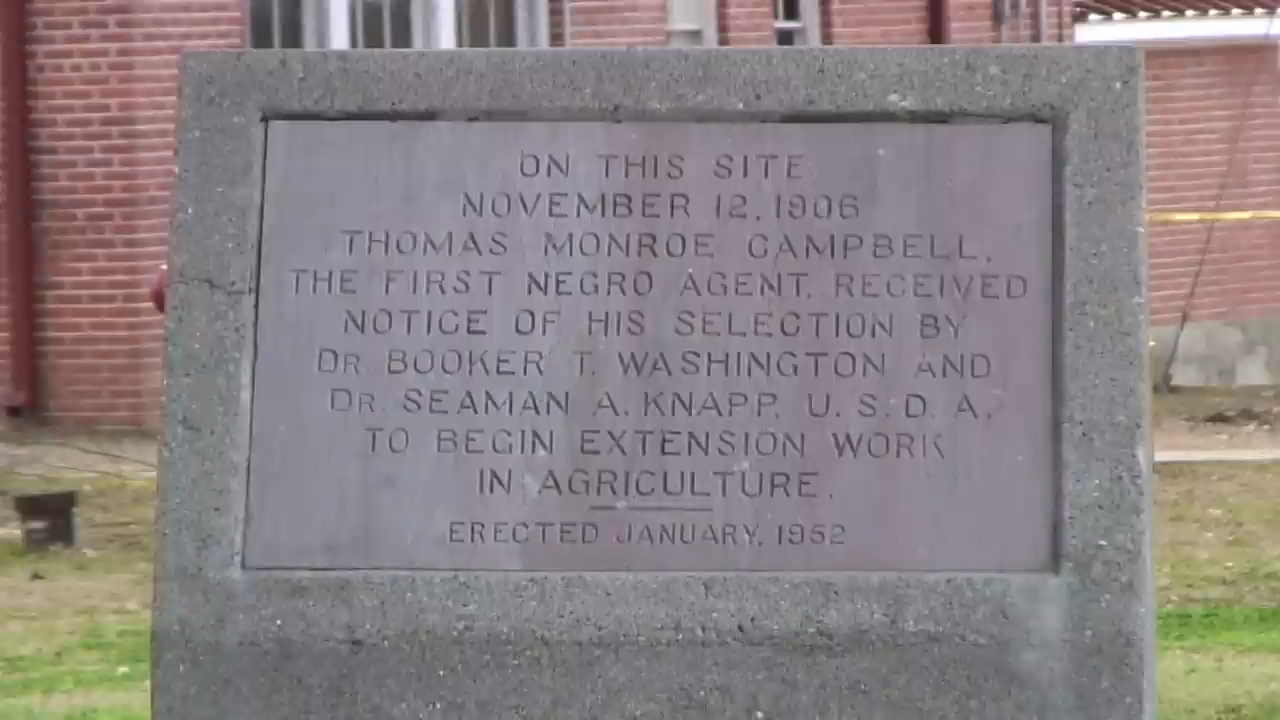 ON THIS SITE
NOVEMBER 12, 1906
THOMAS MONROE CAMPBELL,
THE FIRST NEGRO AGENT, RECEIVED
NOTICE OF HIS SELECTION BY
DR. BOOKER T. WASHINGTON AND
DR. SEAMAN A. KNAPP, U. S. D. A.
TO BEGIN EXTENSION WORK
IN AGRICULTURE.
ERECTED JANUARY, 1952